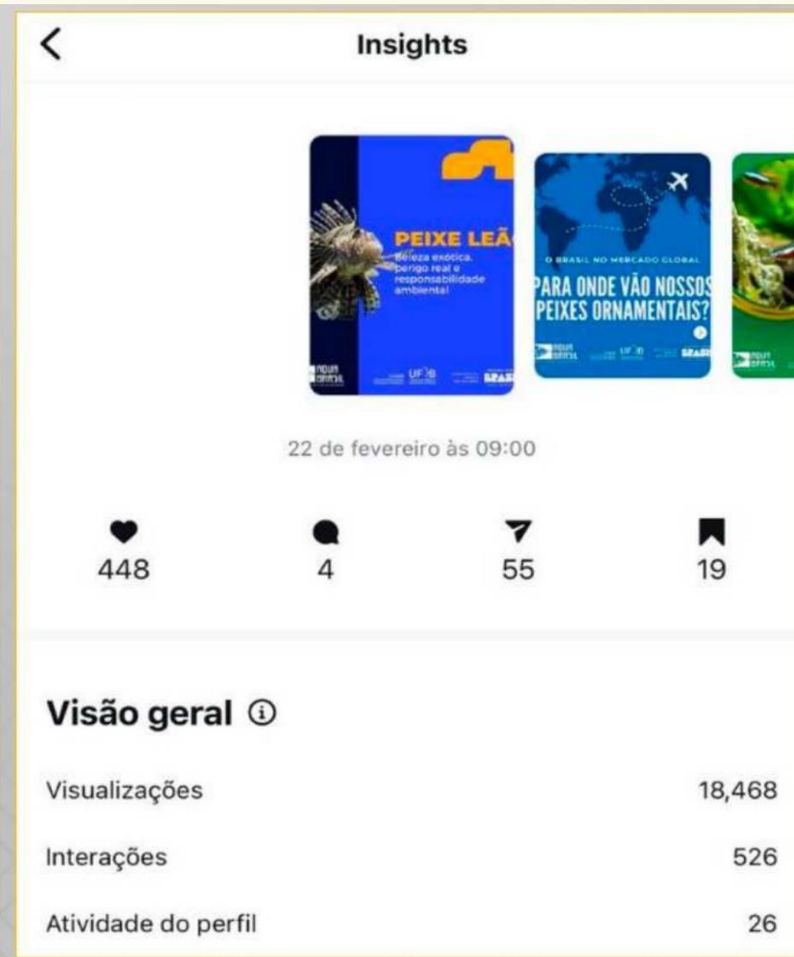 Insights
PEIXE LEÃ
Beleza exótica,
perigo real e
responsabilidade
ambiental
UFSB
BRASIL
O BRASIL NO MERCADO GLOBAL
PARA ONDE VÃO NOSSOS
PEIXES ORNAMENTAIS?
22 de fevereiro às 09:00
448
4
55
19
Visão geral
Visualizações
18,468
Interações
526
Atividade do perfil
26